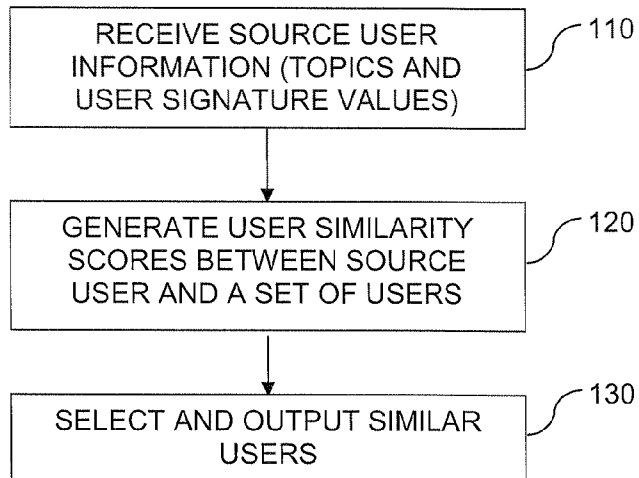 RECEIVE SOURCE USER
INFORMATION (TOPICS AND
USER SIGNATURE VALUES)
110
GENERATE USER SIMILARITY
SCORES BETWEEN SOURCE
USER AND A SET OF USERS
120
SELECT AND OUTPUT SIMILAR
USERS
130